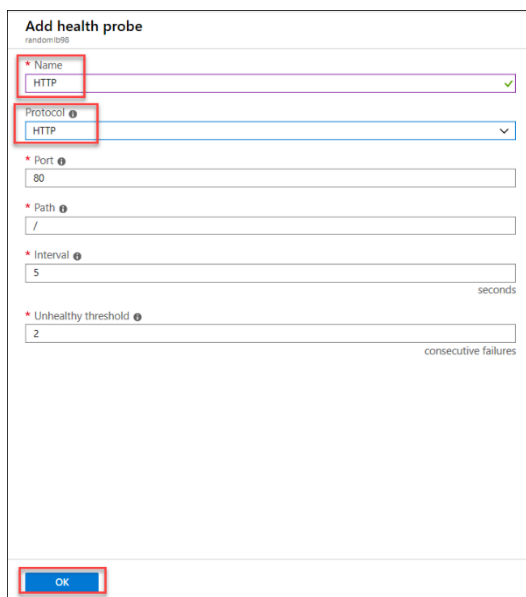 Add health probe
randomlb98
* Name
HTTP
Protocol
HTTP
* Port
80
* Path
/
* Interval
5
seconds
* Unhealthy threshold
2
consecutive failures
OK